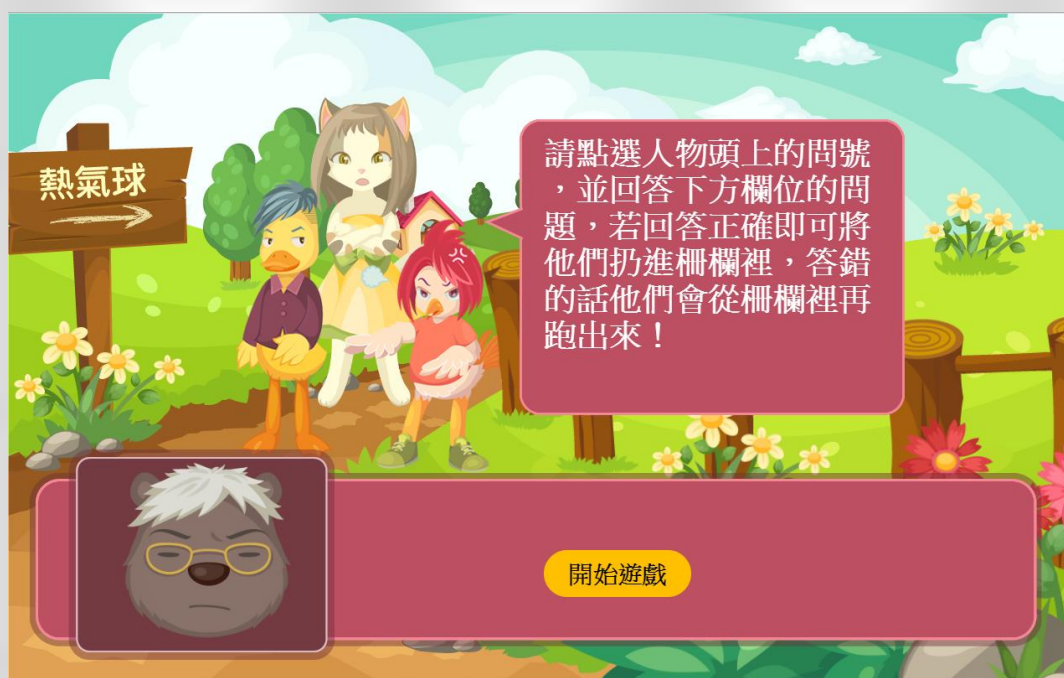 熱氣球
請點選人物頭上的問號
，並回答下方欄位的問
題，若回答正確即可將
他們扔進柵欄裡，答錯
的話他們會從柵欄裡再
跑出來！
開始遊戲